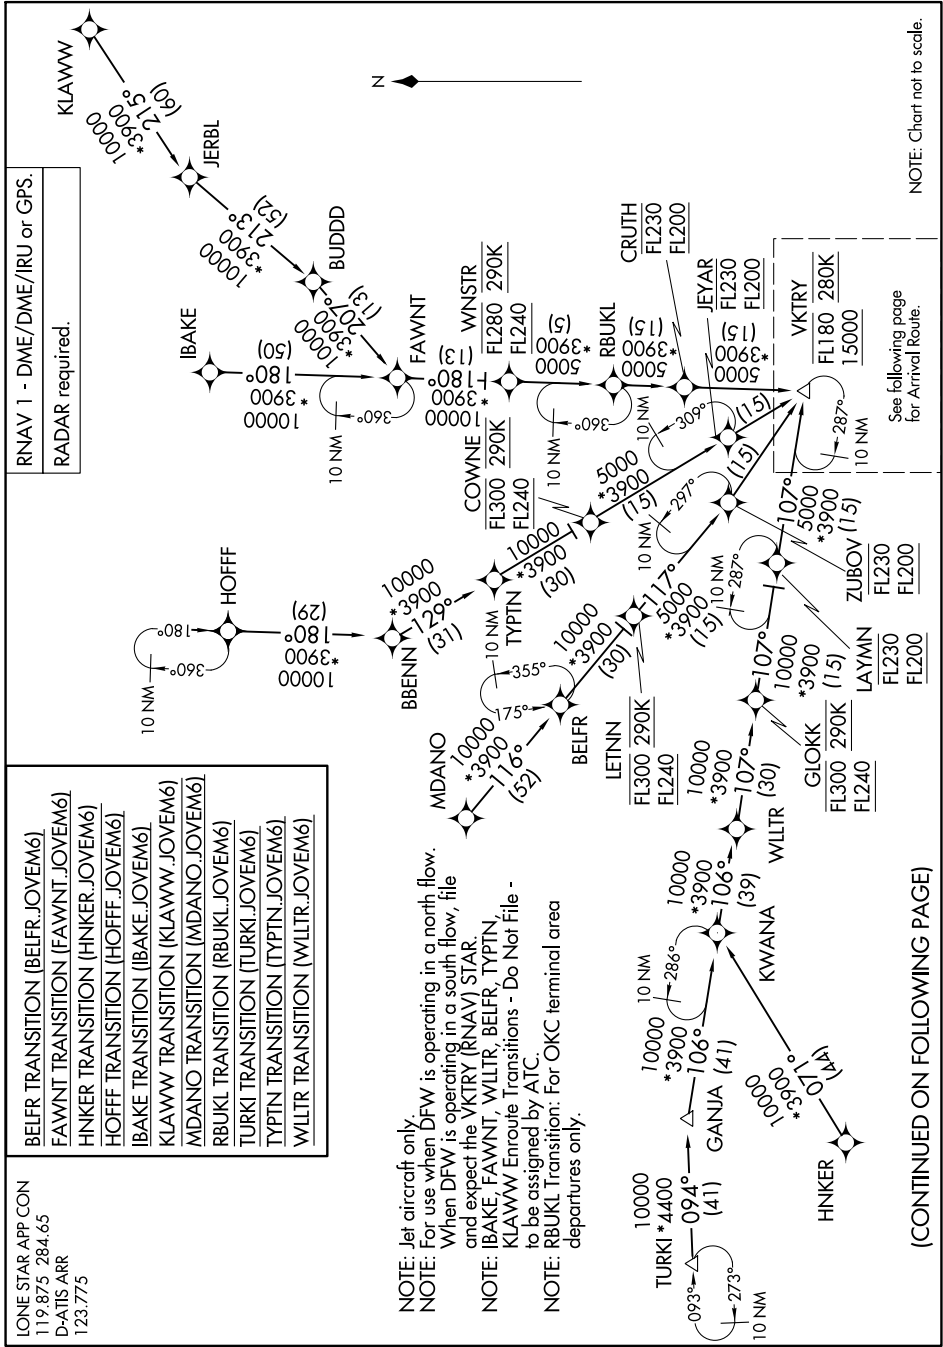 LONE STAR APP CON
119.875 284.65
D-ATIS ARR
123.775
BELFR TRANSITION (BELFR.JOVEM6)
FAWNT TRANSITION (FAWNT.JOVEM6)
HNKER TRANSITION (HNKER.JOVEM6)
HOFFF TRANSITION (HOFFF.JOVEM6)
IBAKE TRANSITION (IBAKE.JOVEM6)
KLAWW TRANSITION (KLAWW.JOVEM6)
MDANO TRANSITION (MDANO.JOVEM6)
RBUKL TRANSITION (RBUKL.JOVEM6)
TURKI TRANSITION (TURKI.JOVEM6)
TYPTN TRANSITION (TYPTN.JOVEM6)
WLLTR TRANSITION (WLLTR.JOVEM6)
RNAV 1 - DME/DME/IRU or GPS.
RADAR required.
KLAWW
10000
*3900
215°
(60)
JERBL
10000
*3900
213°
(52)
BUDDD
10000
*3900
207°
(13)
IBAKE
(50)
180°
*3900
10000
FAWNT
10 NM
360°
(13)
180°
*3900
10000
WNSTR
FL280 290K
FL240
(5)
*3900
5000
RBUKL
10 NM
360°
(15)
*3900
5000
CRUTH
FL230
FL200
(15)
*3900
5000
N
HOFFF
10 NM
180°
360°
(29)
180°
*3900
10000
BBENN
10000
*3900
129°
(31)
TYPTN
10000
*3900
(30)
COWNE
FL300 290K
FL240
5000
*3900
(15)
JEYAR
FL230
FL200
10 NM
309°
(15)
MDANO
10000
*3900
116°
(52)
BELFR
10 NM
175°
355°
10000
*3900
(30)
LETNN
FL300 290K
FL240
117°
5000
*3900
(15)
ZUBOV
FL230
FL200
10 NM
297°
(15)
VKTRY
FL180 280K
15000
287°
10 NM
See following page
for Arrival Route.
NOTE: Jet aircraft only.
NOTE: For use when DFW is operating in a north flow.
When DFW is operating in a south flow, file
and expect the VKTRY (RNAV) STAR.
NOTE: IBAKE, FAWNT, WLLTR, BELFR, TYPTN,
KLAWW Enroute Transitions - Do Not File -
to be assigned by ATC.
NOTE: RBUKL Transition: For OKC terminal area
departures only.
TURKI
093°
273°
10 NM
10000
*4400
094°
(41)
GANJA
10000
*3900
106°
(41)
KWANA
10 NM
286°
10000
*3900
106°
(39)
WLLTR
10000
*3900
107°
(30)
GLOKK
FL300 290K
FL240
107°
10000
*3900
(15)
LAYMN
FL230
FL200
10 NM
287°
107°
5000
*3900
(15)
HNKER
10000
*3900
071°
(44)
NOTE: Chart not to scale.
(CONTINUED ON FOLLOWING PAGE)